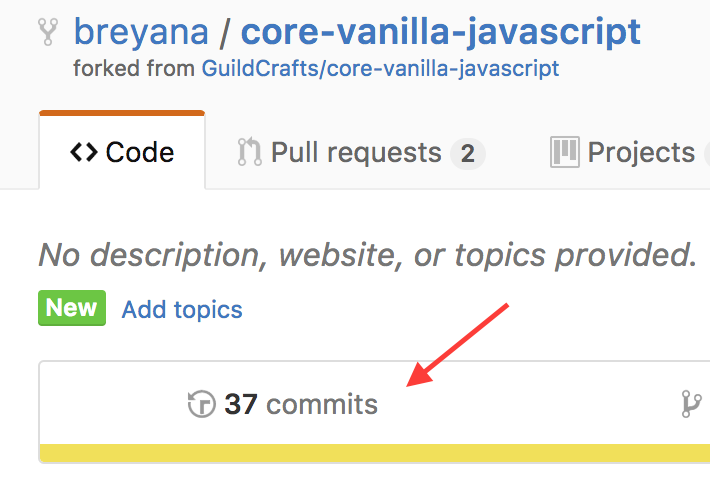 breyana / core-vanilla-javascript
forked from GuildCrafts/core-vanilla-javascript
Code Pull requests 2 Projects
No description, website, or topics provided.
New Add topics
37 commits